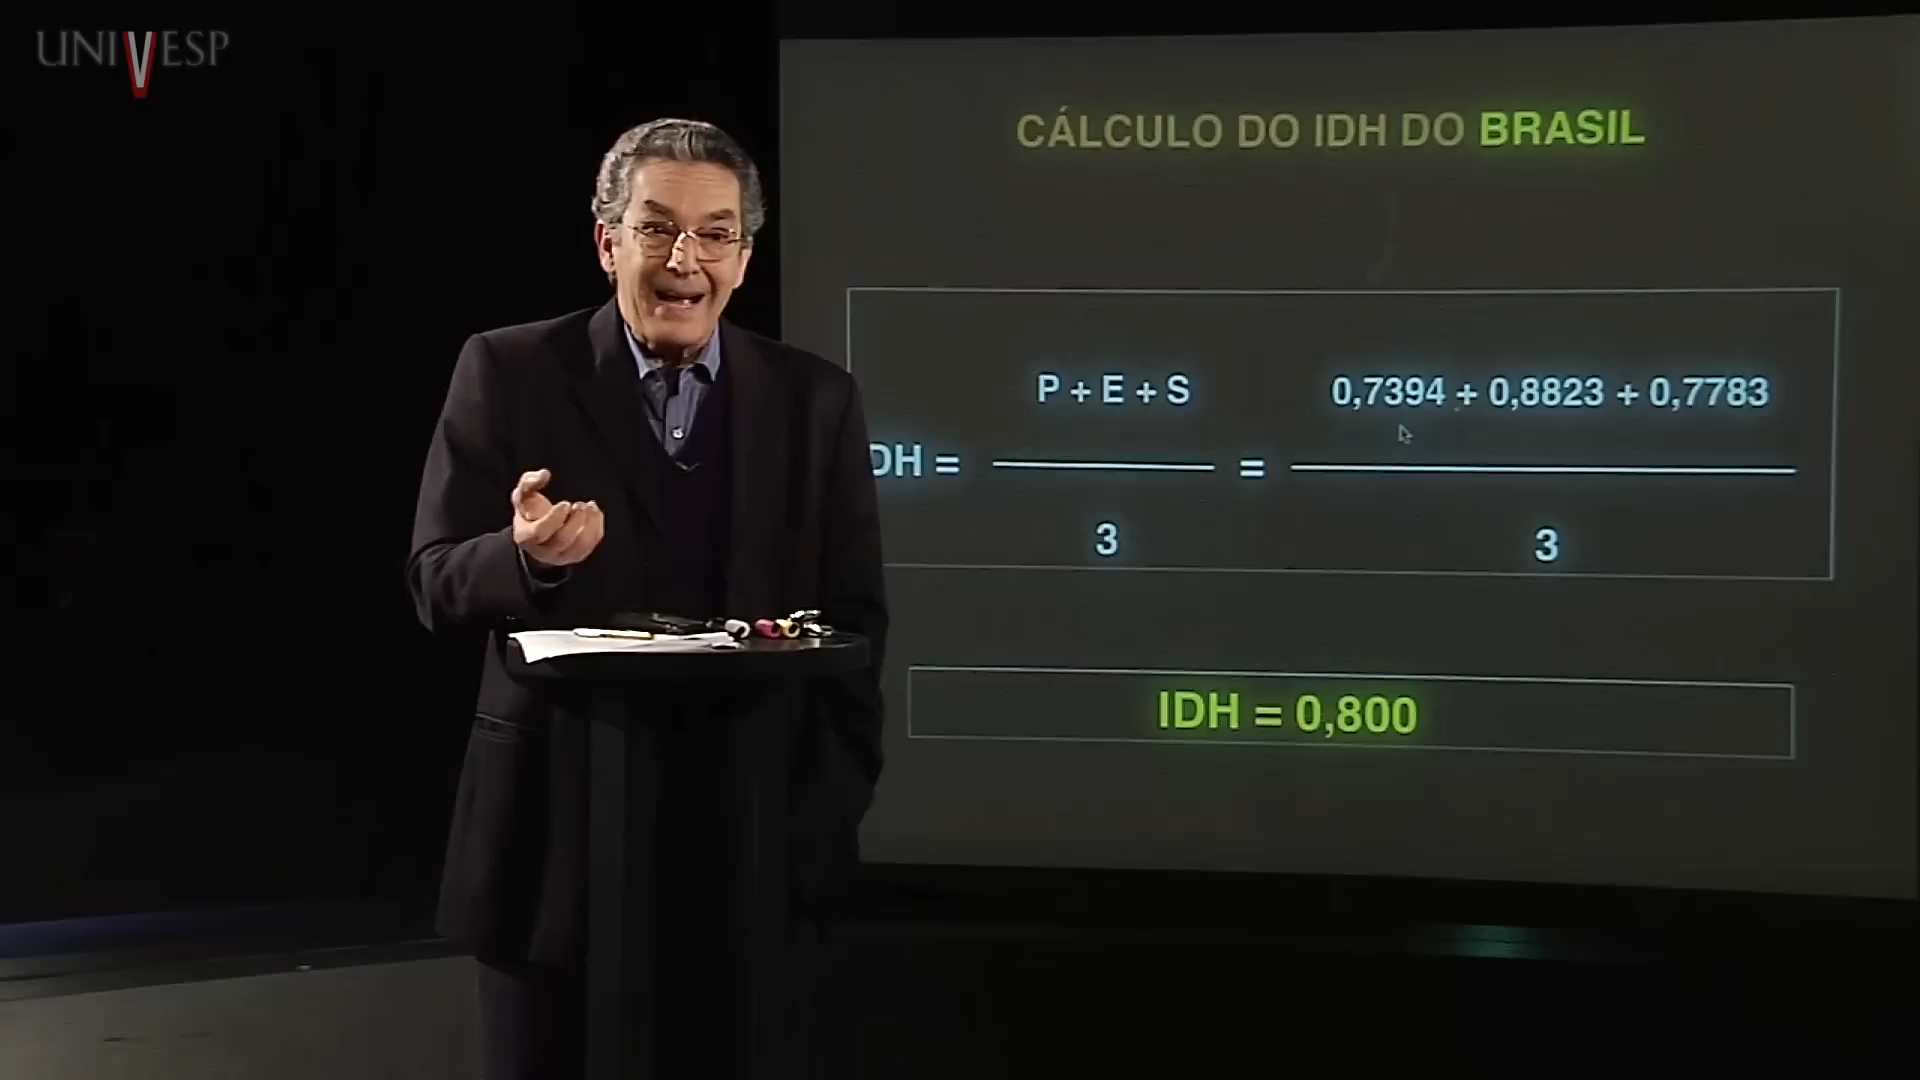 UNIVESP
CÁLCULO DO IDH DO BRASIL
P + E + S
0,7394 + 0,8823 + 0,7783
DH =
=
3
3
IDH = 0,800